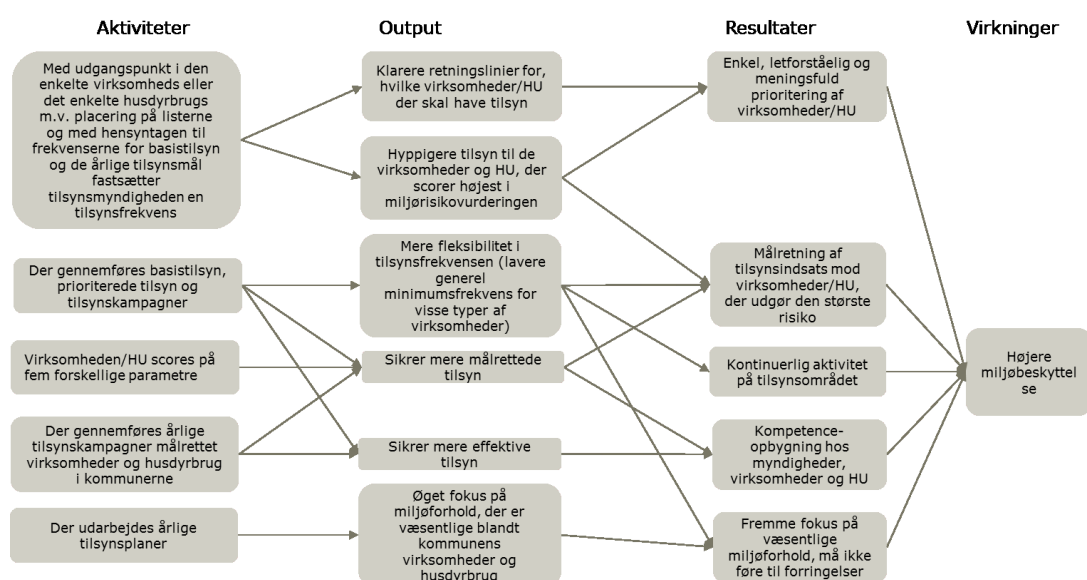 Aktiviteter
Output
Resultater
Virkninger
Med udgangspunkt i den
enkelte virksomheds eller
det enkelte husdyrbrugs
m.v. placering på listerne
og med hensyntagen til
frekvenserne for basistilsyn
og de årlige tilsynsmål
fastsætter
tilsynsmyndigheden en
tilsynsfrekvens
Der gennemføres basistilsyn,
prioriterede tilsyn og
tilsynskampagner
Virksomheden/HU scores på
fem forskellige parametre
Der gennemføres årlige
tilsynskampagner målrettet
virksomheder og husdyrbrug
i kommunerne
Der udarbejdes årlige
tilsynsplaner
Klarere retningslinier for,
hvilke virksomheder/HU
der skal have tilsyn
Hyppigere tilsyn til de
virksomheder og HU, der
scorer højest i
miljørisikovurderingen
Mere fleksibilitet i
tilsynsfrekvensen (lavere
generel
minimumsfrekvens for
visse typer af
virksomheder)
Sikrer mere målrettede
tilsyn
Sikrer mere effektive
tilsyn
Øget fokus på
miljøforhold, der er
væsentlige blandt
kommunens
virksomheder og
husdyrbrug
Enkel, letforståelig og
meningsfuld
prioritering af
virksomheder/HU
Målretning af
tilsynsindsats mod
virksomheder/HU,
der udgør den største
risiko
Kontinuerlig aktivitet
på tilsynsområdet
Kompetence-
opbygning hos
myndigheder,
virksomheder og HU
Fremme fokus på
væsentlige
miljøforhold, må ikke
føre til forringelser
Højere
miljøbeskyttel
se